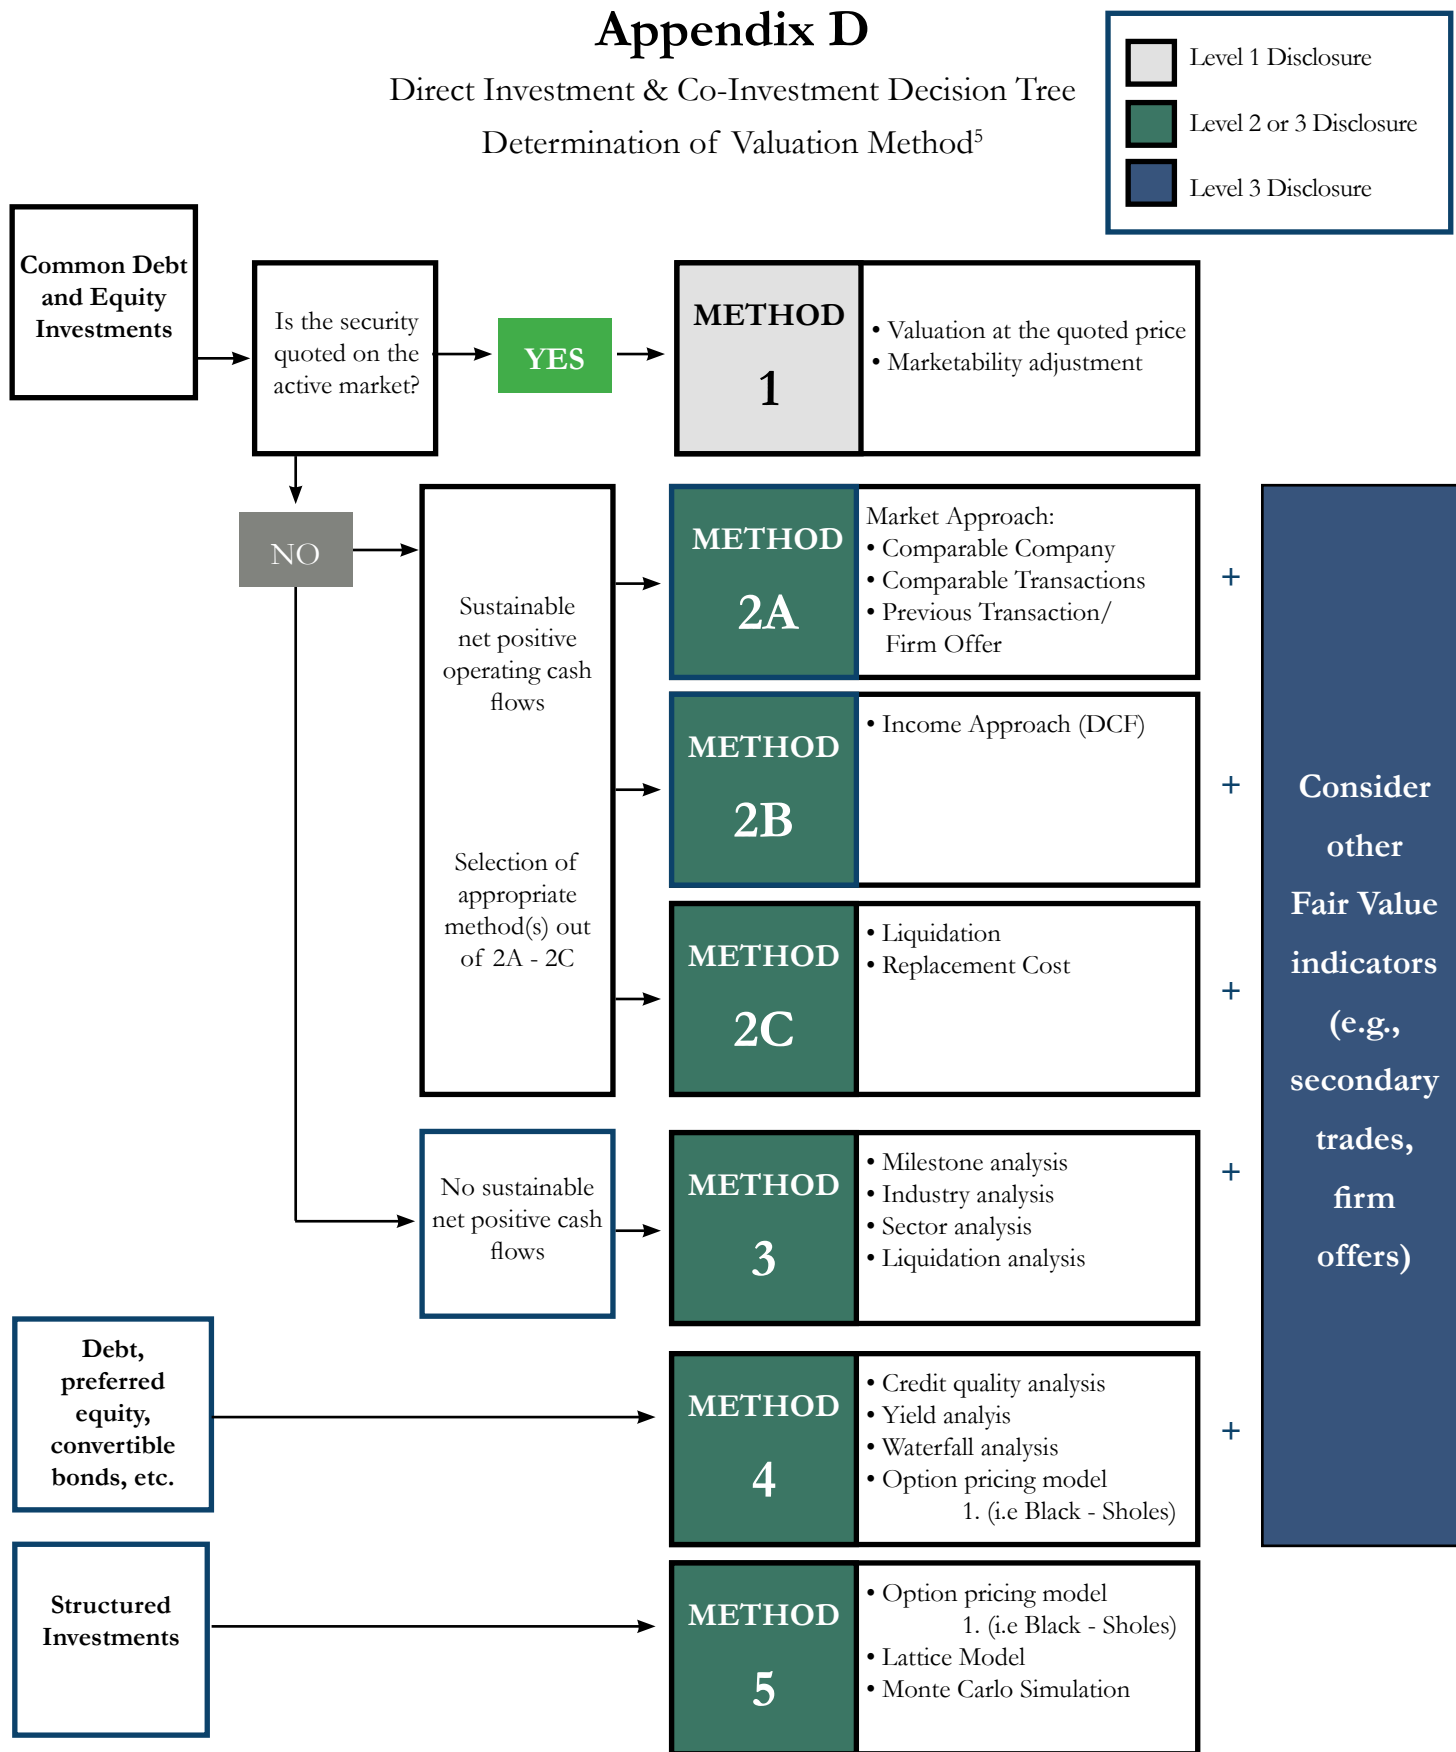 Appendix D
Direct Investment & Co-Investment Decision Tree
Determination of Valuation Method5
Level 1 Disclosure
Level 2 or 3 Disclosure
Level 3 Disclosure
Common Debt
and Equity
Investments
Is the security
quoted on the
active market?
YES
METHOD
1
• Valuation at the quoted price
• Marketability adjustment
NO
Sustainable
net positive
operating cash
flows
Selection of
appropriate
method(s) out
of 2A - 2C
METHOD
2A
Market Approach:
• Comparable Company
• Comparable Transactions
• Previous Transaction/
Firm Offer
+
METHOD
2B
• Income Approach (DCF)
+
METHOD
2C
• Liquidation
• Replacement Cost
+
No sustainable
net positive cash
flows
METHOD
3
• Milestone analysis
• Industry analysis
• Sector analysis
• Liquidation analysis
+
Debt,
preferred
equity,
convertible
bonds, etc.
METHOD
4
• Credit quality analysis
• Yield analyis
• Waterfall analysis
• Option pricing model
1. (i.e Black - Sholes)
+
Consider
other
Fair Value
indicators
(e.g.,
secondary
trades,
firm
offers)
Structured
Investments
METHOD
5
• Option pricing model
1. (i.e Black - Sholes)
• Lattice Model
• Monte Carlo Simulation